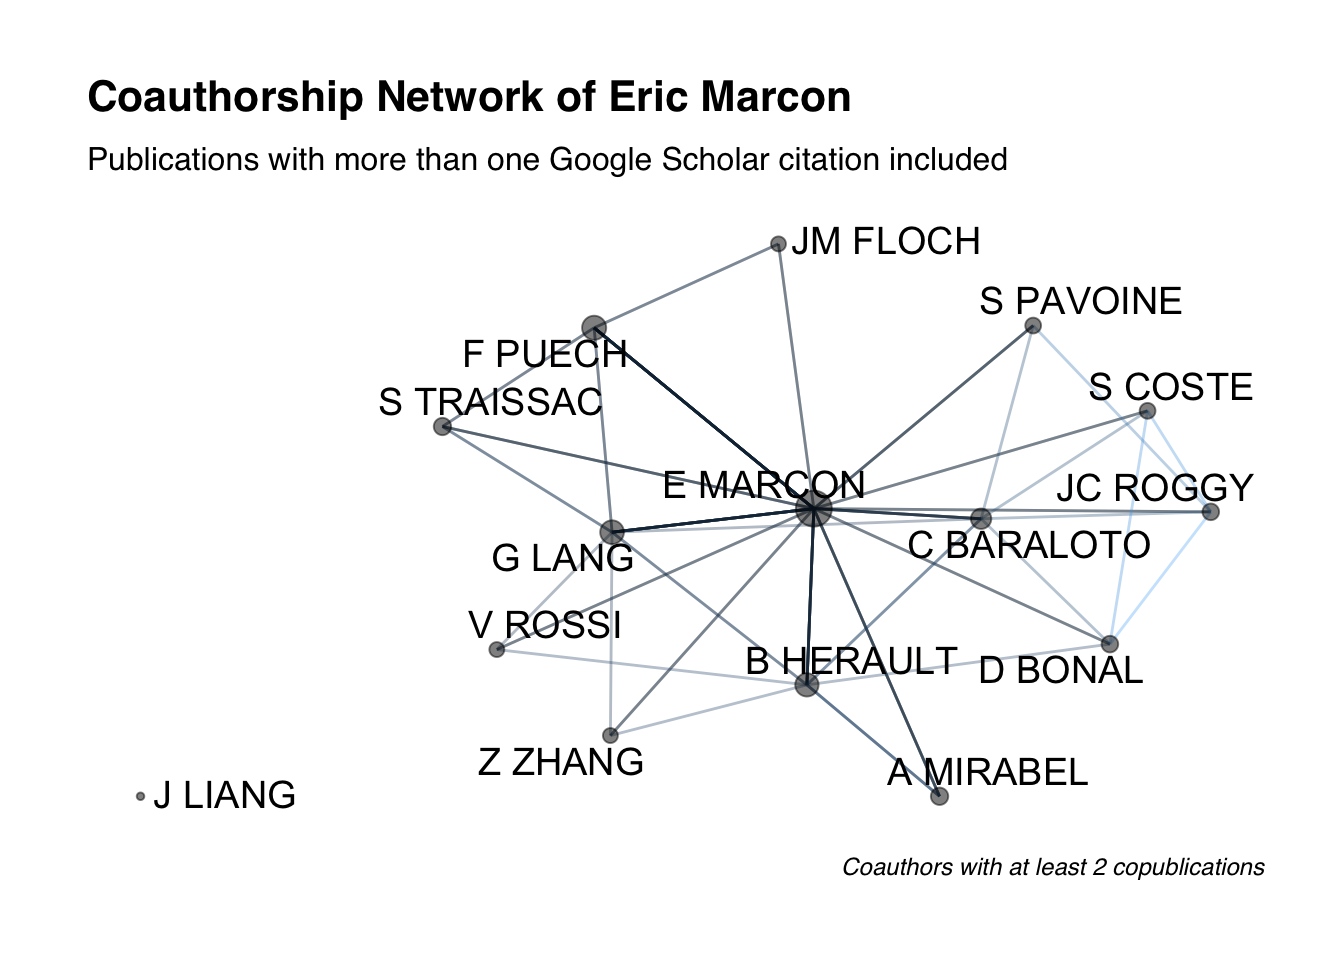 Coauthorship Network of Eric Marcon
Publications with more than one Google Scholar citation included
JM FLOCH
S PAVOINE
F PUECH
S TRAISSAC
S COSTE
E MARCON
JC ROGGY
C BARALOTO
G LANG
V ROSSI
B HERAULT
D BONAL
Z ZHANG
A MIRABEL
J LIANG
Coauthors with at least 2 copublications